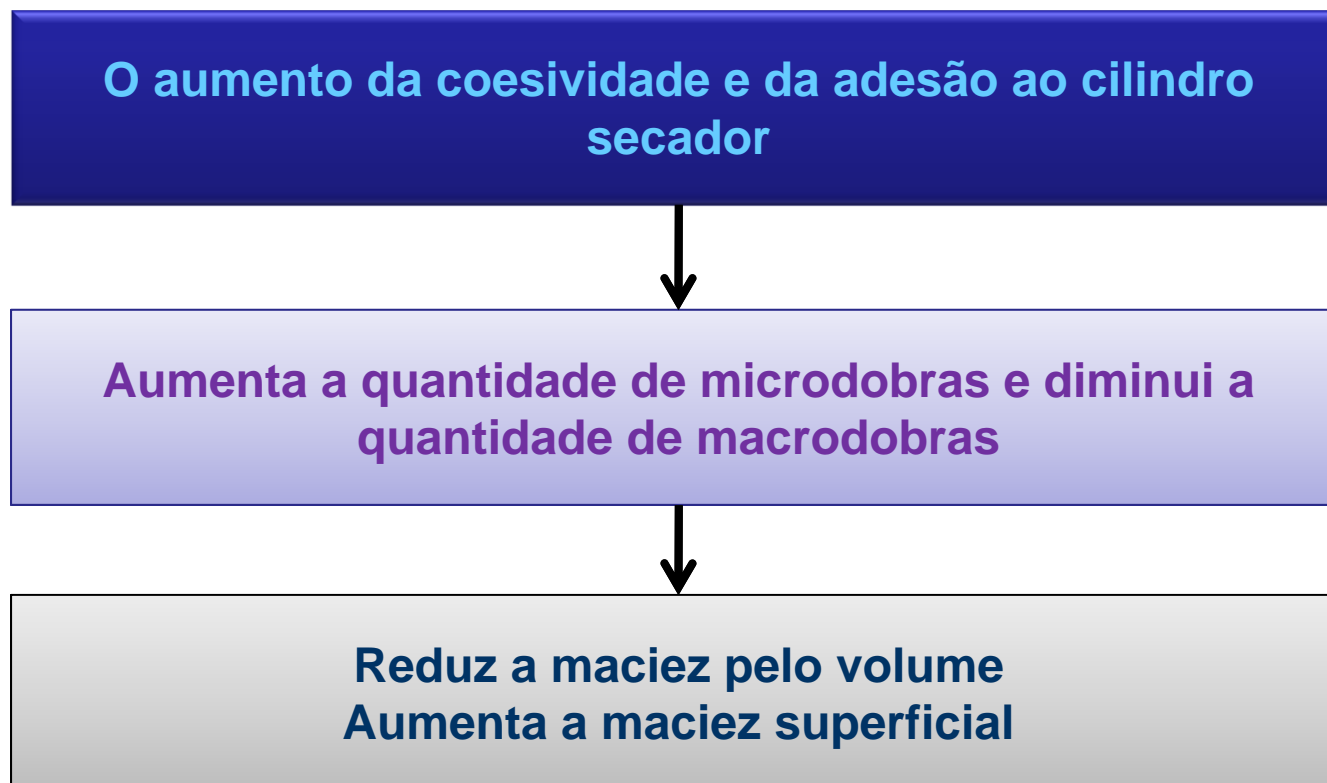 O aumento da coesividade e da adesão ao cilindro
secador
Aumenta a quantidade de microdobras e diminui a
quantidade de macrodobras
Reduz a maciez pelo volume
Aumenta a maciez superficial